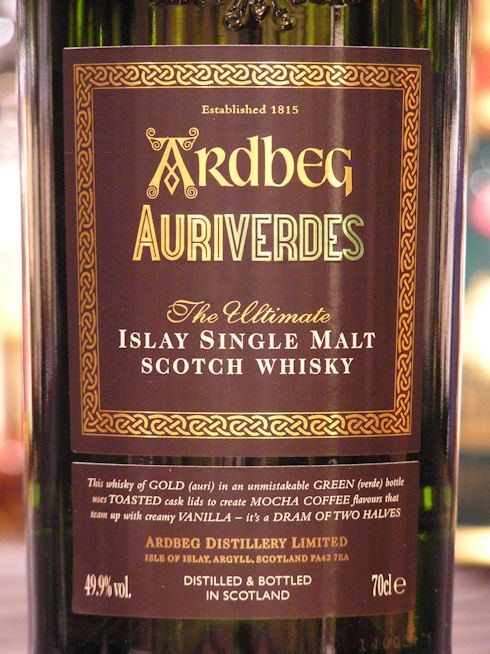 Established 1815
Ardbeg
AURIVERDES
The Ultimate
ISLAY SINGLE MALT
SCOTCH WHISKY
This whisky of GOLD (auri) in an unmistakable GREEN (verde) bottle
uses TOASTED cask lids to create MOCHA COFFEE flavours that
team up with creamy VANILLA – it's a DRAM OF TWO HALVES
ARDBEG DISTILLERY LIMITED
ISLE OF ISLAY, ARGYLL, SCOTLAND PA42 7EA
49.9% vol.
DISTILLED & BOTTLED
IN SCOTLAND
70cl e